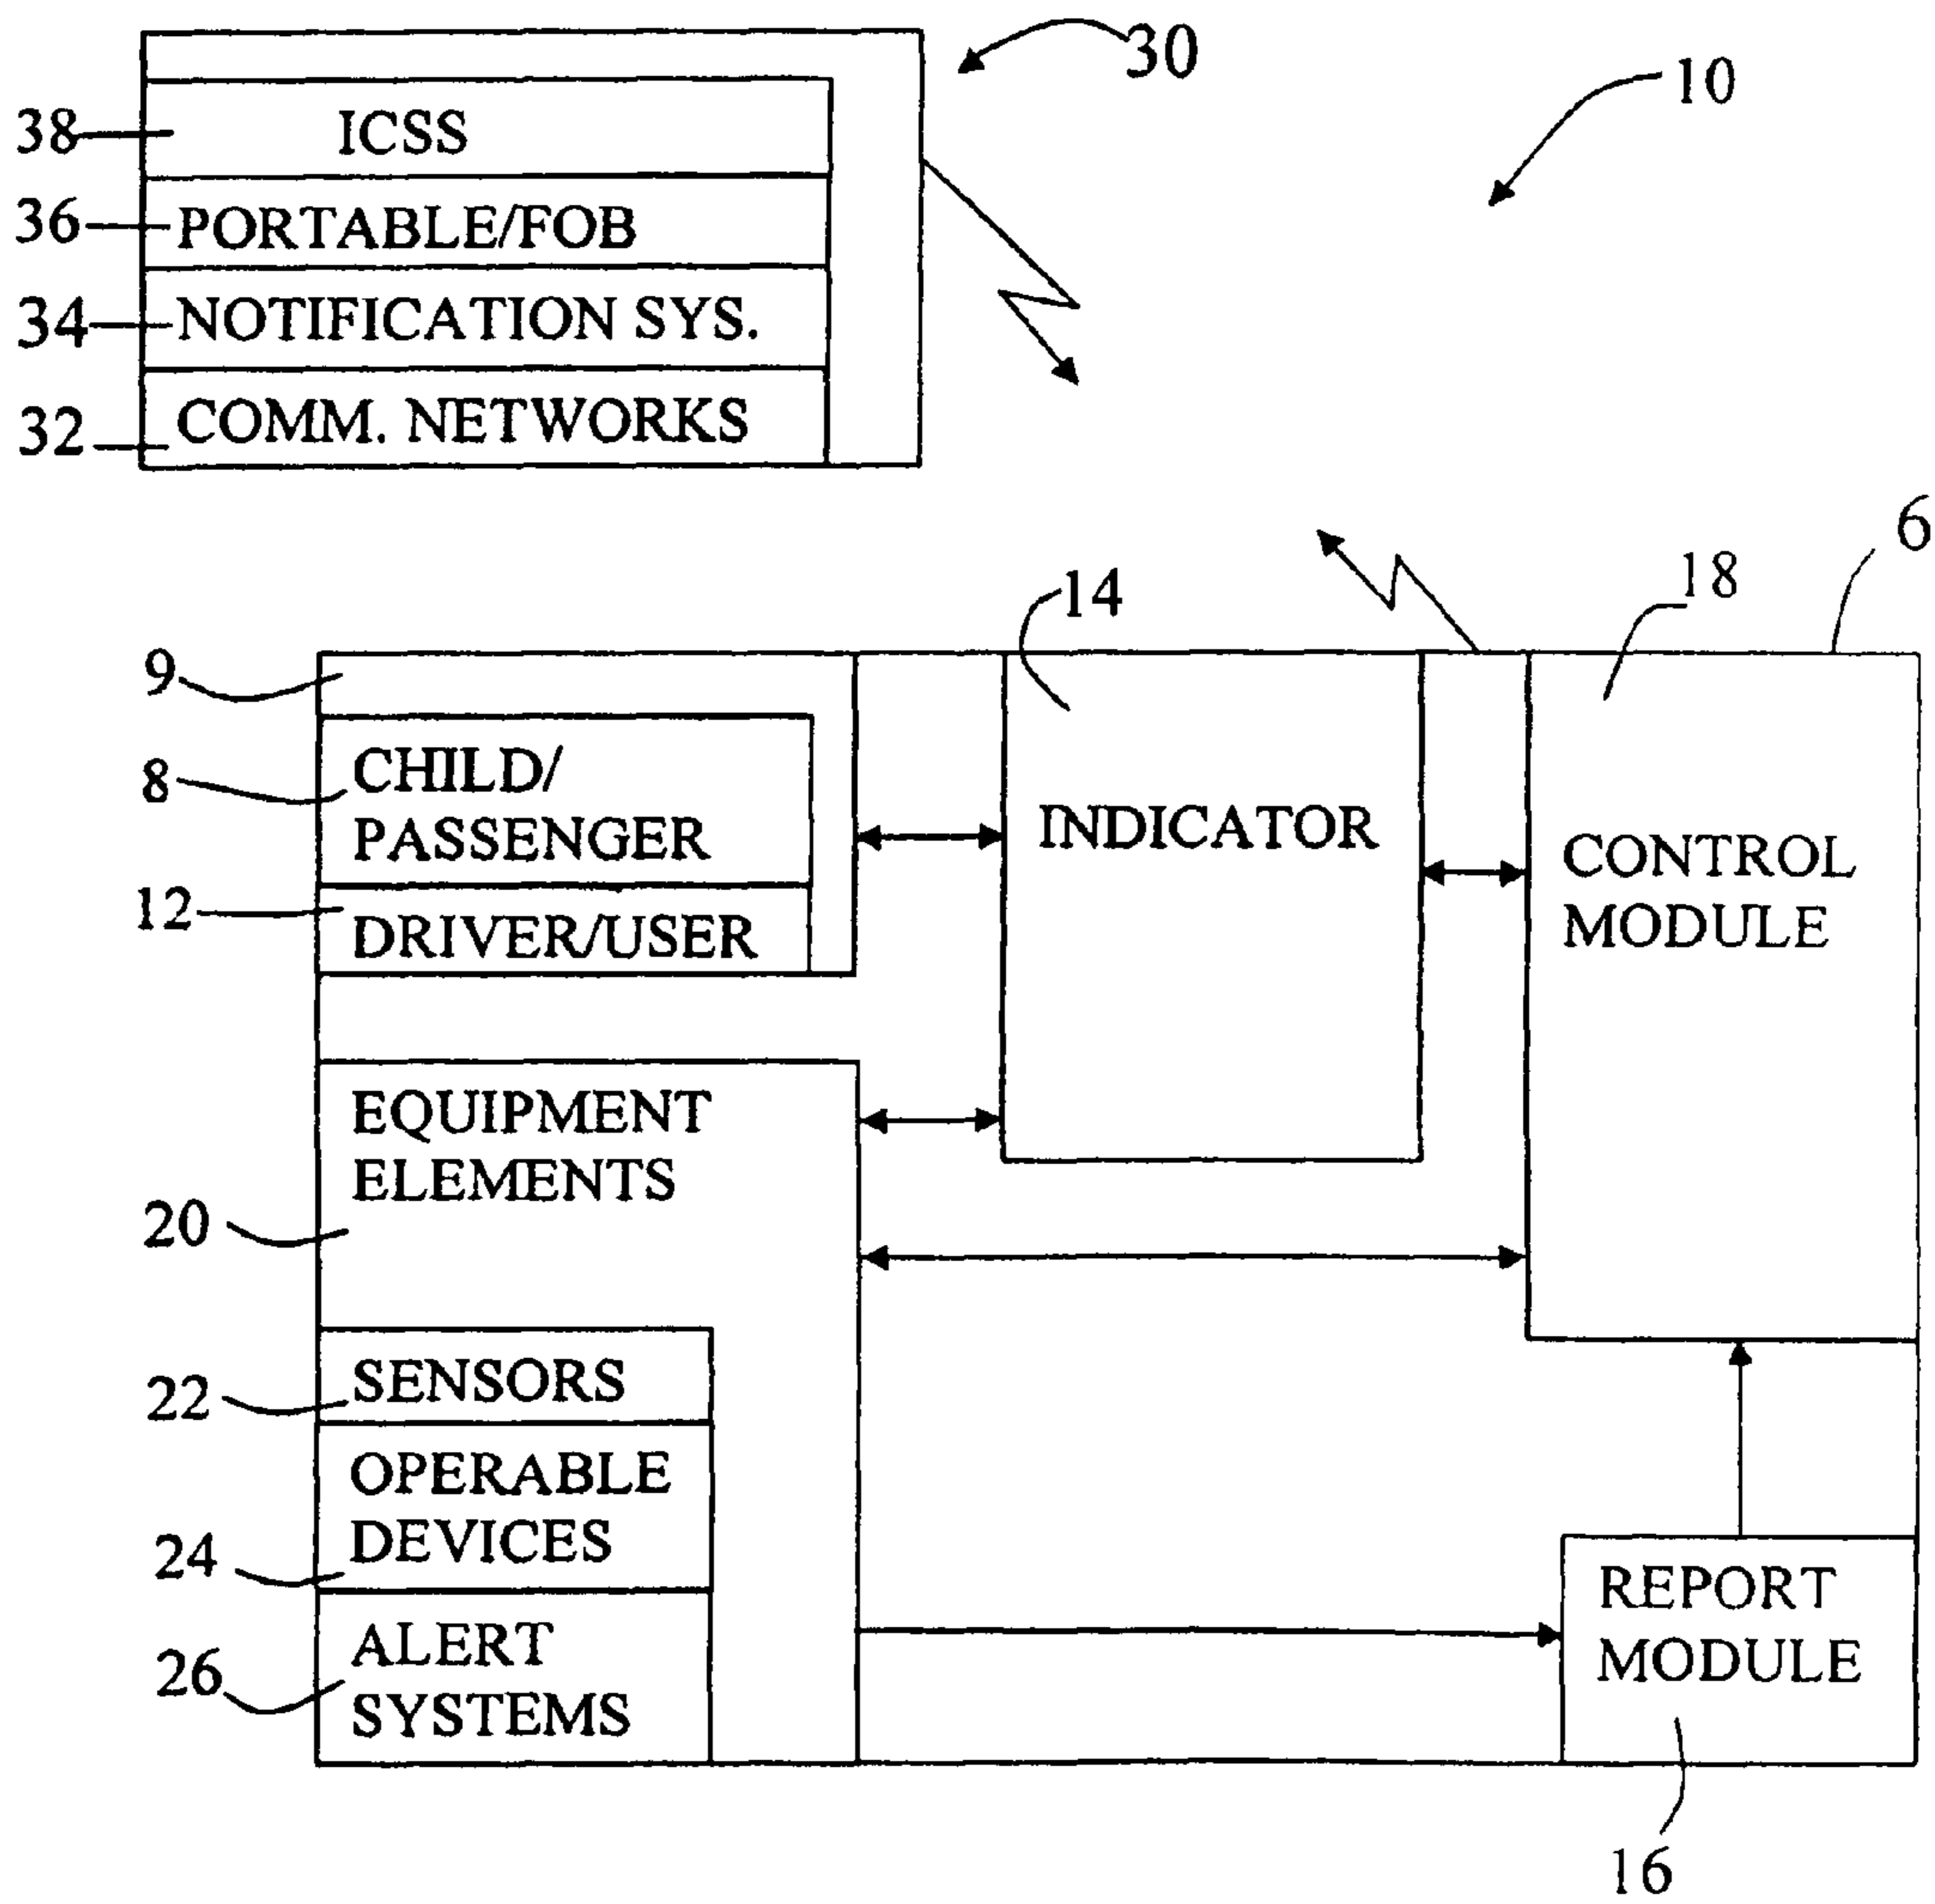 30
10
38 ICSS
36 PORTABLE/FOB
34 NOTIFICATION SYS.
32 COMM. NETWORKS
6
18
14
9
8 CHILD/
PASSENGER
12 DRIVER/USER
INDICATOR
CONTROL
MODULE
EQUIPMENT
ELEMENTS
20
22 SENSORS
OPERABLE
24 DEVICES
26 ALERT
SYSTEMS
REPORT
MODULE
16